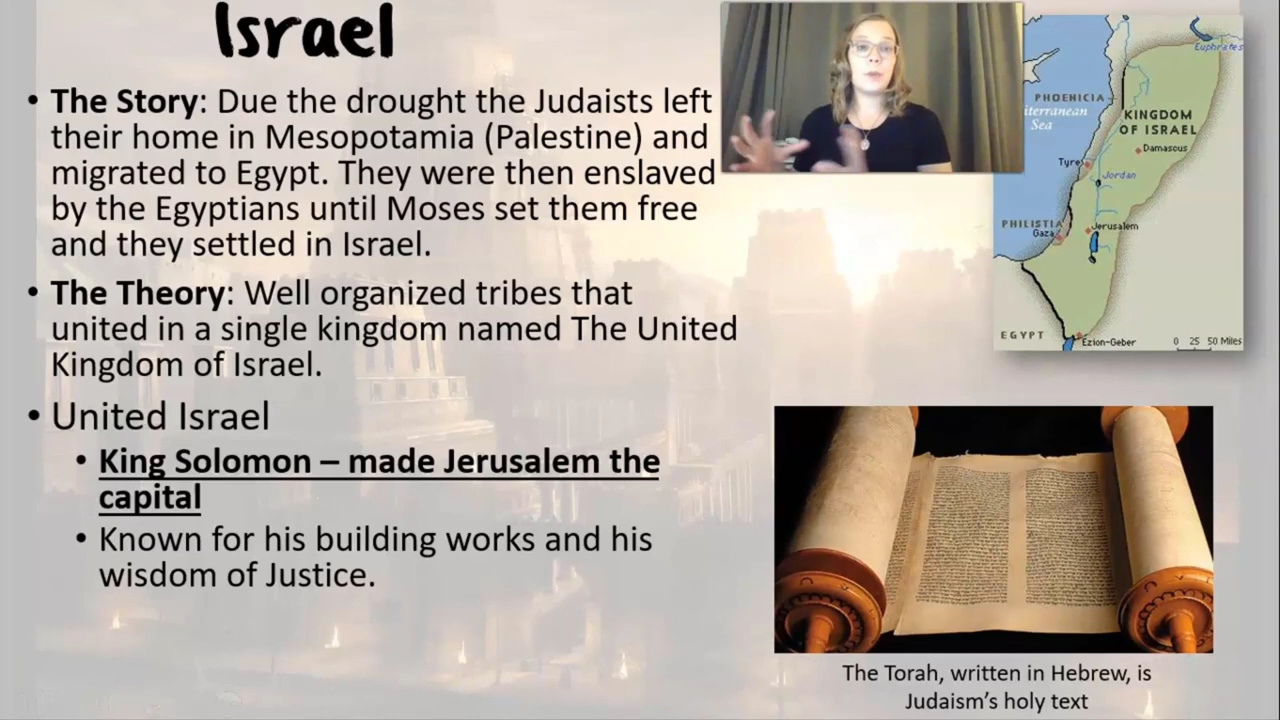 Israel
• The Story: Due the drought the Judaists left
their home in Mesopotamia (Palestine) and
migrated to Egypt. They were then enslaved
by the Egyptians until Moses set them free
and they settled in Israel.
• The Theory: Well organized tribes that
united in a single kingdom named The United
Kingdom of Israel.
• United Israel
• King Solomon – made Jerusalem the
capital
• Known for his building works and his
wisdom of Justice.
Euphrates
PHOENICIA
iterranean
Sea
KINGDOM
OF ISRAEL
Damascus
Tyre
Jordan
PHILISTIA
Gaza
Jerusalem
EGYPT
Ezion-Geber
0 25 50 Miles
The Torah, written in Hebrew, is
Judaism's holy text